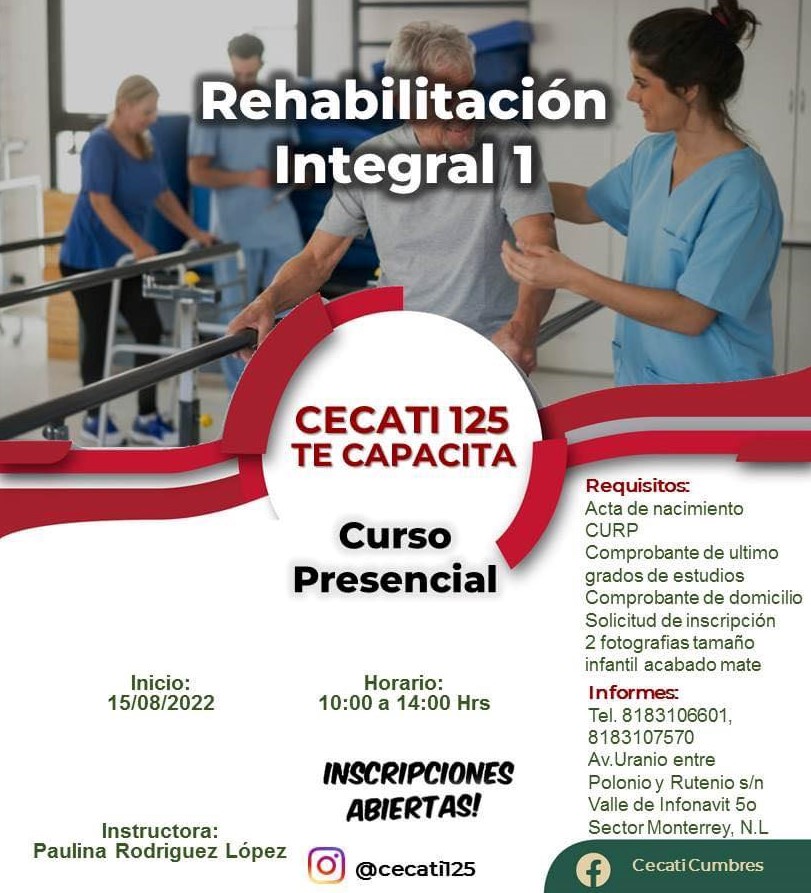 Rehabilitación
Integral 1
CECATI 125
TE CAPACITA
Curso
Presencial
Requisitos:
Acta de nacimiento
CURP
Comprobante de ultimo
grados de estudios
Comprobante de domicilio
Solicitud de inscripción
2 fotografias tamaño
infantil acabado mate
Informes:
Tel. 8183106601,
8183107570
Av.Uranio entre
Polonio y Rutenio s/n
Valle de Infonavit 5o
Sector Monterrey, N.L
Inicio:
15/08/2022
Horario:
10:00 a 14:00 Hrs
INSCRIPCIONES
ABIERTAS!
Instructora:
Paulina Rodriguez López
@cecati125
Cecati Cumbres